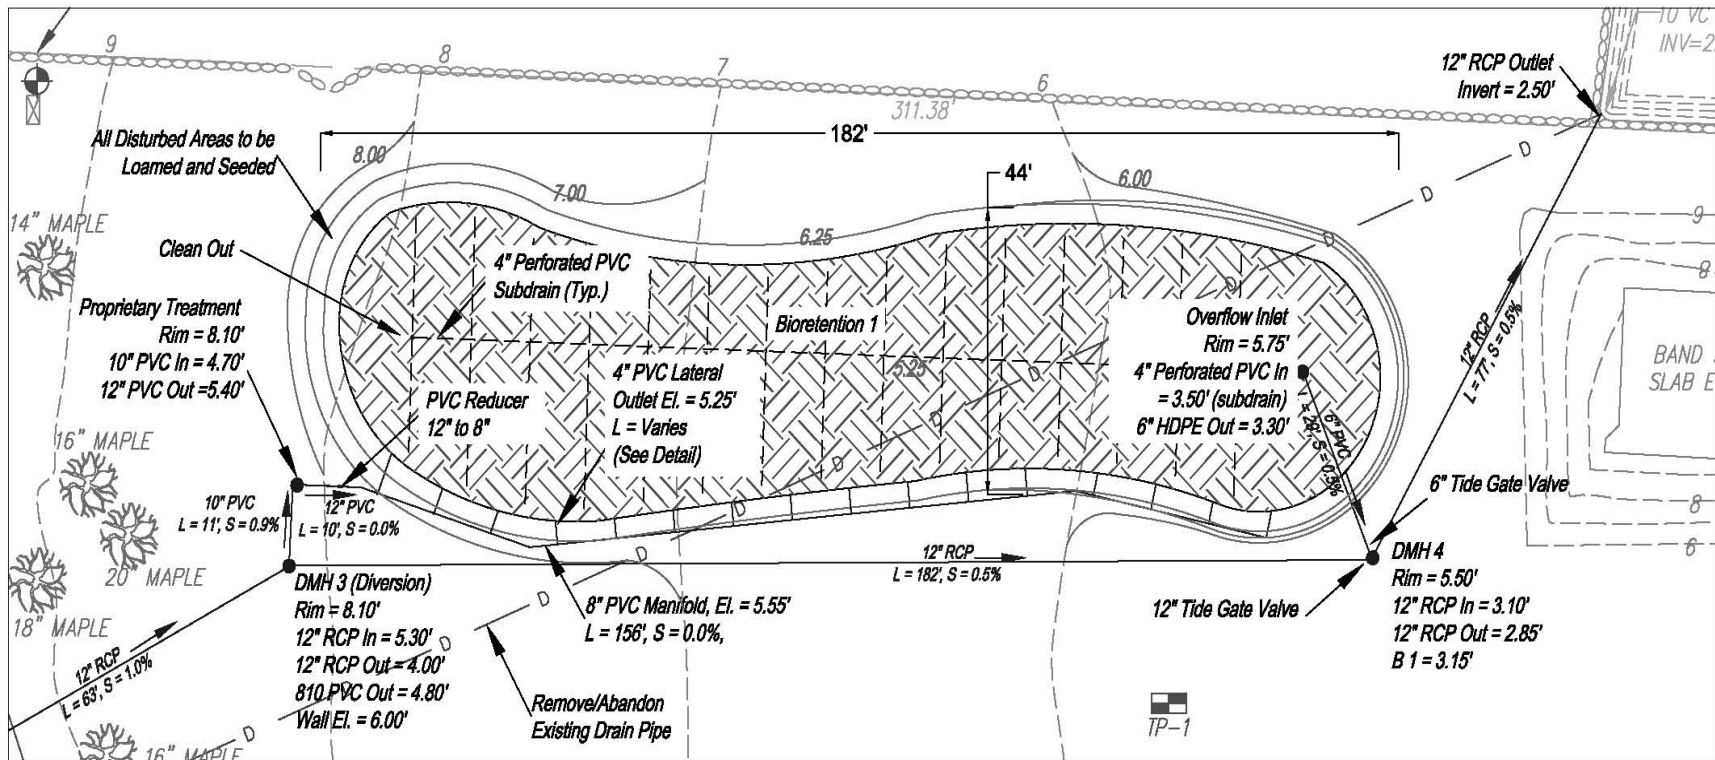 9
8
7
6
311.38'
10 VC
INV=2
12" RCP Outlet
Invert = 2.50'
182'
All Disturbed Areas to be
Loamed and Seeded
8.00
7.00
44'
6.00
D
14" MAPLE
Clean Out
4" Perforated PVC
Subdrain (Typ.)
6.25
D
D
9
8
Proprietary Treatment
Rim = 8.10'
10" PVC In = 4.70'
12" PVC Out =5.40'
Bioretention 1
Overflow Inlet
Rim = 5.75'
4" Perforated PVC In
= 3.50' (subdrain)
6" HDPE Out = 3.30'
12" RCP
L = 77', S = 0.5%
BAND
SLAB E
PVC Reducer
12" to 8"
4" PVC Lateral
Outlet El. = 5.25'
L = Varies
(See Detail)
5.25
D
D
D
6" PVC
L = 29', S = 0.5%
16" MAPLE
6" Tide Gate Valve
8
6
10" PVC
L = 11', S = 0.9%
12" PVC
L = 10', S = 0.0%
D
D
20" MAPLE
18" MAPLE
12" RCP
L = 182', S = 0.5%
DMH 3 (Diversion)
Rim = 8.10'
12" RCP In = 5.30'
12" RCP Out = 4.00'
810 PVC Out = 4.80'
Wall El. = 6.00'
8" PVC Manifold, El. = 5.55'
L = 156', S = 0.0%,
12" Tide Gate Valve
DMH 4
Rim = 5.50'
12" RCP In = 3.10'
12" RCP Out = 2.85'
B 1 = 3.15'
12" RCP
L = 63', S = 1.0%
D
D
D
Remove/Abandon
Existing Drain Pipe
TP-1
16" MAPLE